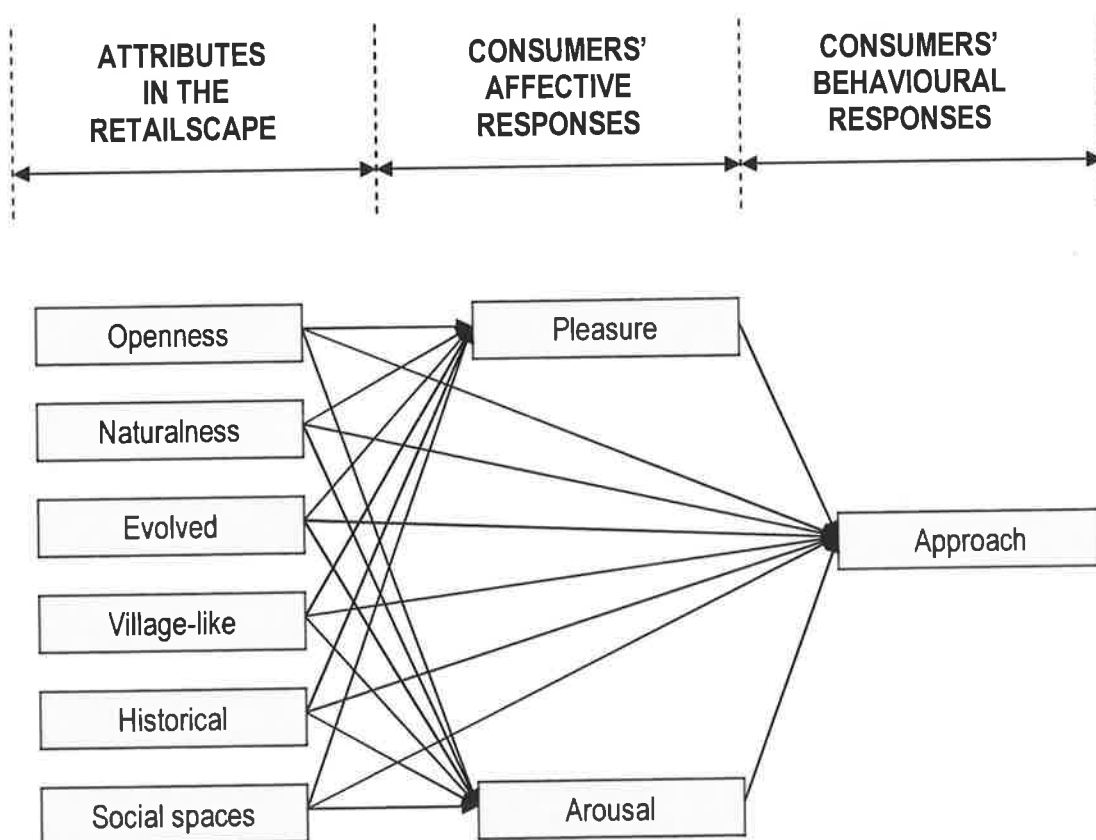 ATTRIBUTES
IN THE
RETAILSCAPE
CONSUMERS’
AFFECTIVE
RESPONSES
CONSUMERS’
BEHAVIOURAL
RESPONSES
Openness
Naturalness
Evolved
Village-like
Historical
Social spaces
Pleasure
Arousal
Approach